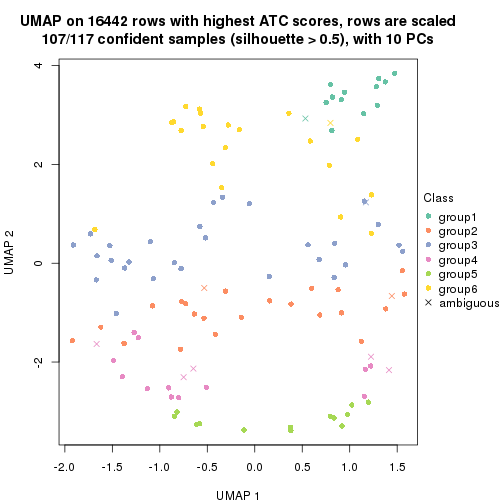 UMAP on 16442 rows with highest ATC scores, rows are scaled
107/117 confident samples (silhouette > 0.5), with 10 PCs
4
2
0
-2
UMAP 2
-2.0 -1.5 -1.0 -0.5 0.0 0.5 1.0 1.5
UMAP 1
Class
group1
group2
group3
group4
group5
group6
ambiguous